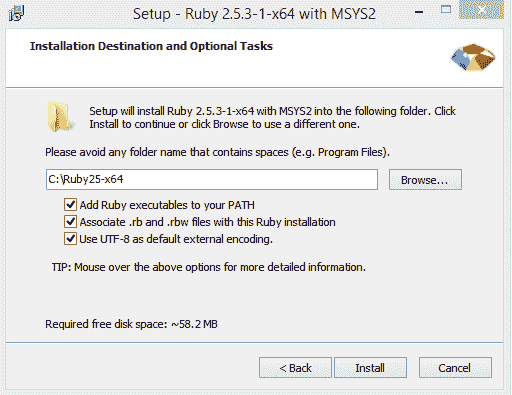 Setup - Ruby 2.5.3-1-x64 with MSYS2
Installation Destination and Optional Tasks
Setup will install Ruby 2.5.3-1-x64 with MSYS2 into the following folder. Click
Install to continue or click Browse to use a different one.
Please avoid any folder name that contains spaces (e.g. Program Files).
C:\Ruby25-x64
Browse...
Add Ruby executables to your PATH
Associate .rb and .rbw files with this Ruby installation
Use UTF-8 as default external encoding.
TIP: Mouse over the above options for more detailed information.
Required free disk space: ~58.2 MB
< Back
Install
Cancel